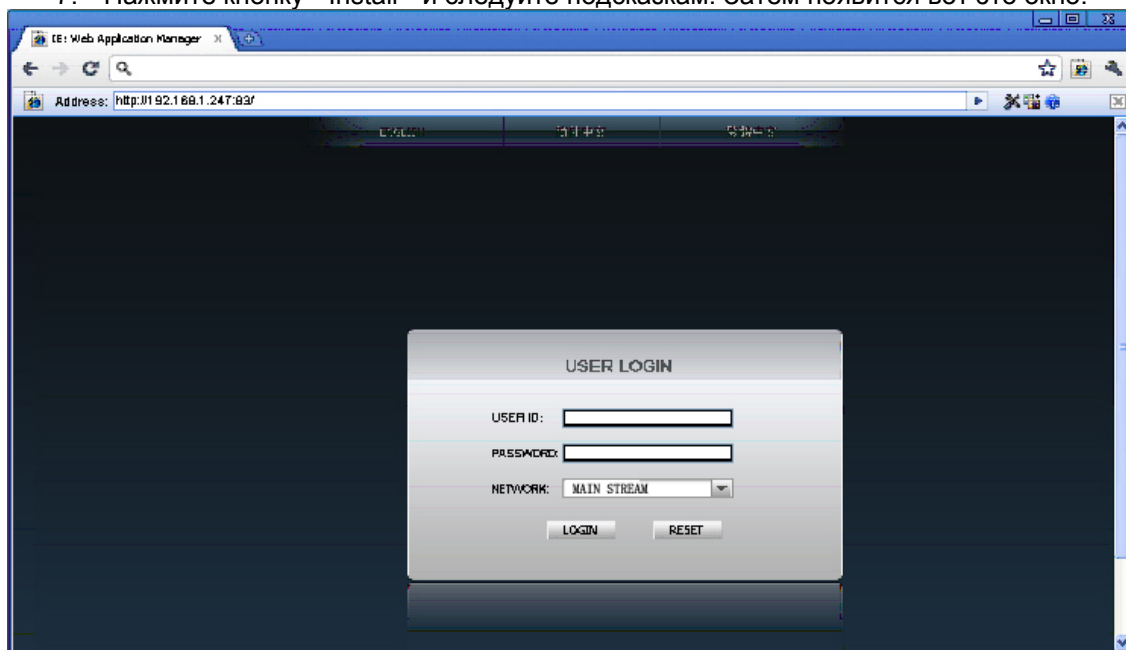 7. Нажмите кнопку "Install" и следуйте подсказкам. Затем появится вот это окно:
IE: Web Application Manager
Address: http://192.168.1.247:83/
ENGLISH
USER LOGIN
USER ID:
PASSWORD:
NETWORK: MAIN STREAM
LOGIN RESET